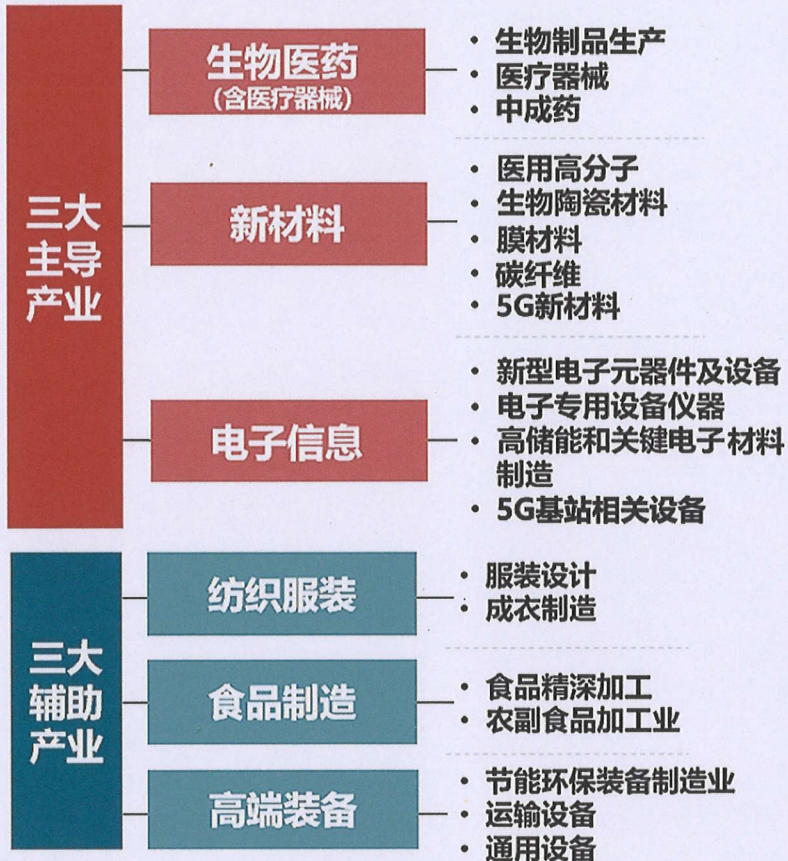 三大
主导
产业
生物医药
(含医疗器械)
• 生物制品生产
• 医疗器械
• 中成药
新材料
• 医用高分子
• 生物陶瓷材料
• 膜材料
• 碳纤维
• 5G新材料
电子信息
• 新型电子元器件及设备
• 电子专用设备仪器
• 高储能和关键电子材料
制造
• 5G基站相关设备
三大
辅助
产业
纺织服装
• 服装设计
• 成衣制造
食品制造
• 食品精深加工
• 农副食品加工业
高端装备
• 节能环保装备制造业
• 运输设备
• 通用设备